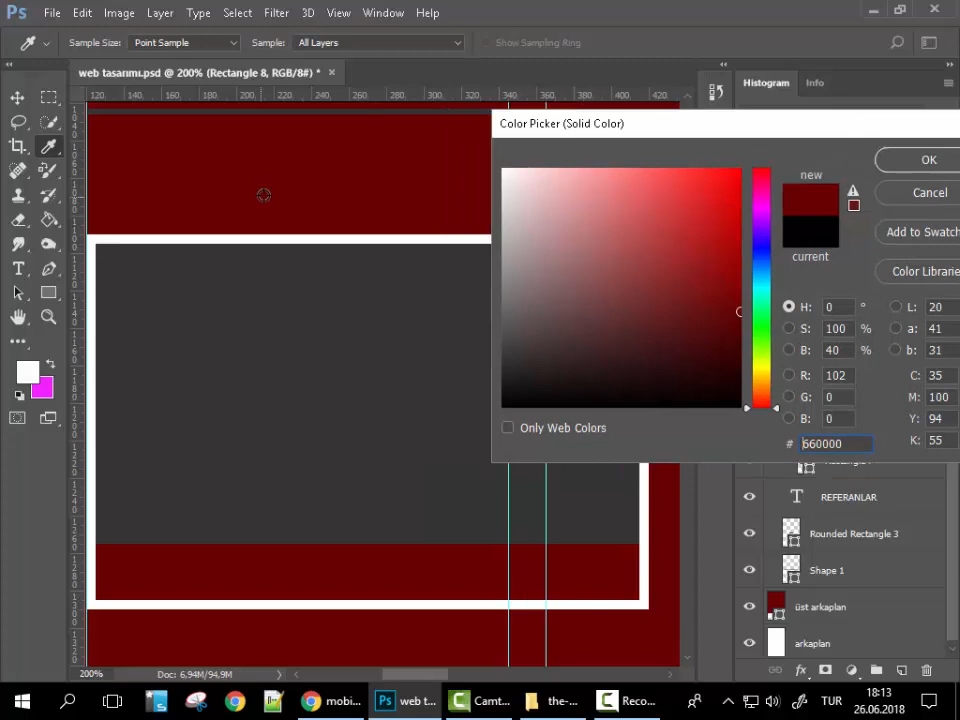 Ps File Edit Image Layer Type Select Filter 3D View Window Help
Sample Size: Point Sample Sample: All Layers Show Sampling Ring
web tasarımı.psd @ 200% (Rectangle 8, RGB/8#) * ×
Histogram Info
120. 140. 160. 180. 200. 220. 240. 260. 280. 300. 320. 340. 360. 380. 400. 420.
Color Picker (Solid Color)
OK
new
Cancel
Add to Swatch
current
Color Librarie
H: 0 ° L: 20
S: 100 % a: 41
B: 40 % b: 31
R: 102 C: 35
G: 0 M: 100
B: 0 Y: 94
Only Web Colors
# 660000 K: 55
T REFERANLAR
Rounded Rectangle 3
Shape 1
üst arkaplan
arkaplan
200% Doc: 6,94M/94,9M
fx
mobi... Ps web t... Camt... the-... Reco... TUR 18:13
26.06.2018